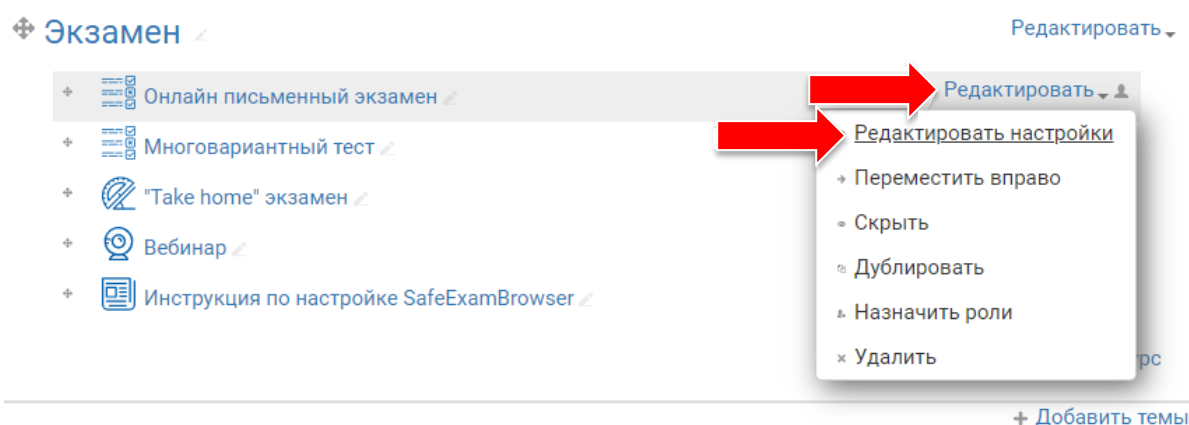 Экзамен
Редактировать
Онлайн письменный экзамен
Редактировать
Многовариантный тест
Редактировать настройки
"Take home" экзамен
Переместить вправо
Вебинар
Скрыть
Дублировать
Инструкция по настройке SafeExamBrowser
Назначить роли
Удалить
рс
+ Добавить темы